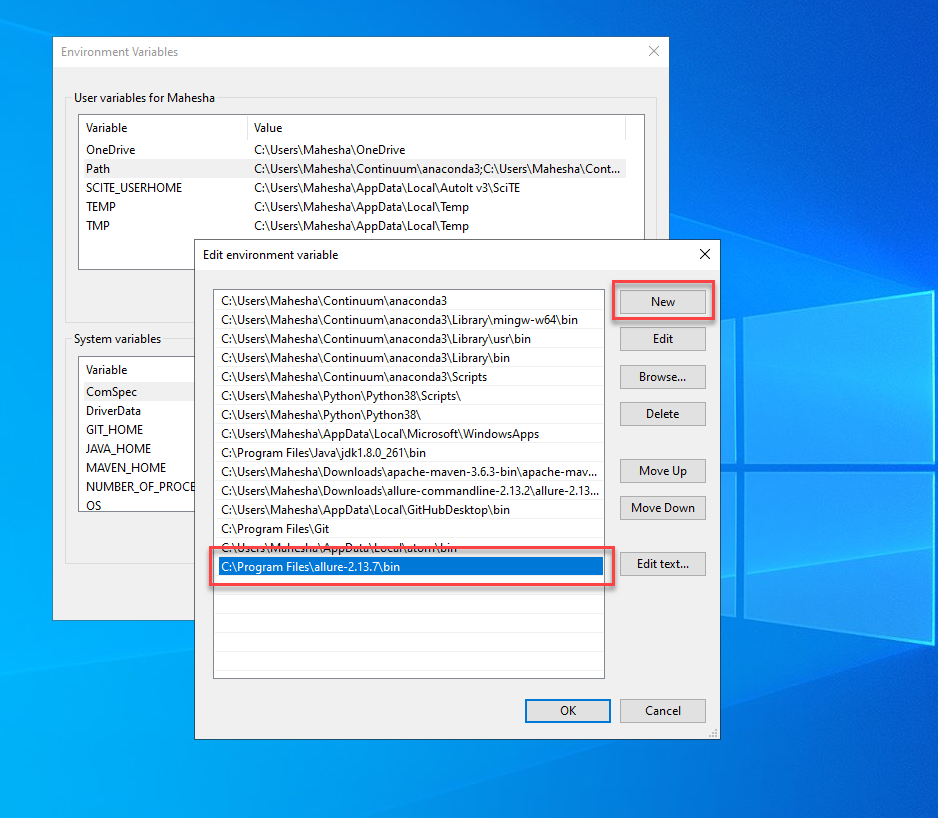 Environment Variables
User variables for Mahesha
Variable Value
OneDrive C:\Users\Mahesha\OneDrive
Path C:\Users\Mahesha\Continuum\anaconda3;C:\Users\Mahesha\Cont...
SCITE_USERHOME C:\Users\Mahesha\AppData\Local\AutoIt v3\SciTE
TEMP C:\Users\Mahesha\AppData\Local\Temp
TMP C:\Users\Mahesha\AppData\Local\Temp
System variables
Variable
ComSpec
DriverData
GIT_HOME
JAVA_HOME
MAVEN_HOME
NUMBER_OF_PROCE
OS
Edit environment variable
C:\Users\Mahesha\Continuum\anaconda3
C:\Users\Mahesha\Continuum\anaconda3\Library\mingw-w64\bin
C:\Users\Mahesha\Continuum\anaconda3\Library\usr\bin
C:\Users\Mahesha\Continuum\anaconda3\Library\bin
C:\Users\Mahesha\Continuum\anaconda3\Scripts
C:\Users\Mahesha\Python\Python38\Scripts\
C:\Users\Mahesha\Python\Python38\
C:\Users\Mahesha\AppData\Local\Microsoft\WindowsApps
C:\Program Files\Java\jdk1.8.0_261\bin
C:\Users\Mahesha\Downloads\apache-maven-3.6.3-bin\apache-mav...
C:\Users\Mahesha\Downloads\allure-commandline-2.13.2\allure-2.13...
C:\Users\Mahesha\AppData\Local\GitHubDesktop\bin
C:\Program Files\Git
C:\Users\Mahesha\AppData\Local\atom\bin
C:\Program Files\allure-2.13.7\bin
New
Edit
Browse...
Delete
Move Up
Move Down
Edit text...
OK
Cancel